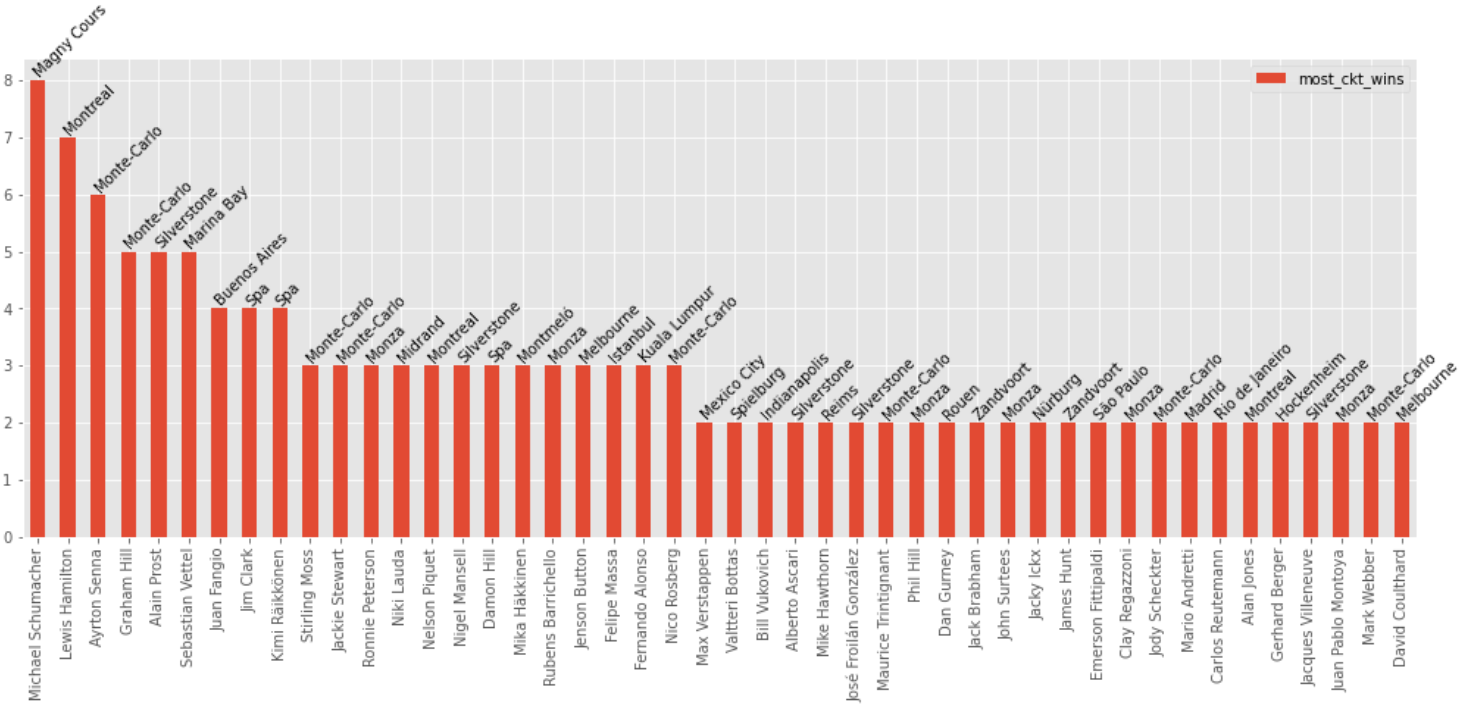 Magny Cours
Montreal
Monte-Carlo
Monte-Carlo
Silverstone
Marina Bay
Buenos Aires
Spa
Spa
Monte-Carlo
Monte-Carlo
Monza
Midrand
Montreal
Silverstone
Spa
Montmeló
Monza
Melbourne
Istanbul
Kuala Lumpur
Monte-Carlo
Mexico City
Spielburg
Indianapolis
Silverstone
Reims
Silverstone
Monte-Carlo
Monza
Rouen
Zandvoort
Monza
Nürburg
Zandvoort
São Paulo
Monza
Monte-Carlo
Madrid
Rio de Janeiro
Montreal
Hockenheim
Silverstone
Monza
Monte-Carlo
Melbourne
most_ckt_wins
8
7
6
5
4
3
2
1
0
Michael Schumacher
Lewis Hamilton
Ayrton Senna
Graham Hill
Alain Prost
Sebastian Vettel
Juan Fangio
Jim Clark
Kimi Räikkönen
Stirling Moss
Jackie Stewart
Ronnie Peterson
Niki Lauda
Nelson Piquet
Nigel Mansell
Damon Hill
Mika Häkkinen
Rubens Barrichello
Jenson Button
Felipe Massa
Fernando Alonso
Nico Rosberg
Max Verstappen
Valtteri Bottas
Bill Vukovich
Alberto Ascari
Mike Hawthorn
José Froilán González
Maurice Trintignant
Phil Hill
Dan Gurney
Jack Brabham
John Surtees
Jacky Ickx
James Hunt
Emerson Fittipaldi
Clay Regazzoni
Jody Scheckter
Mario Andretti
Carlos Reutemann
Alan Jones
Gerhard Berger
Jacques Villeneuve
Juan Pablo Montoya
Mark Webber
David Coulthard